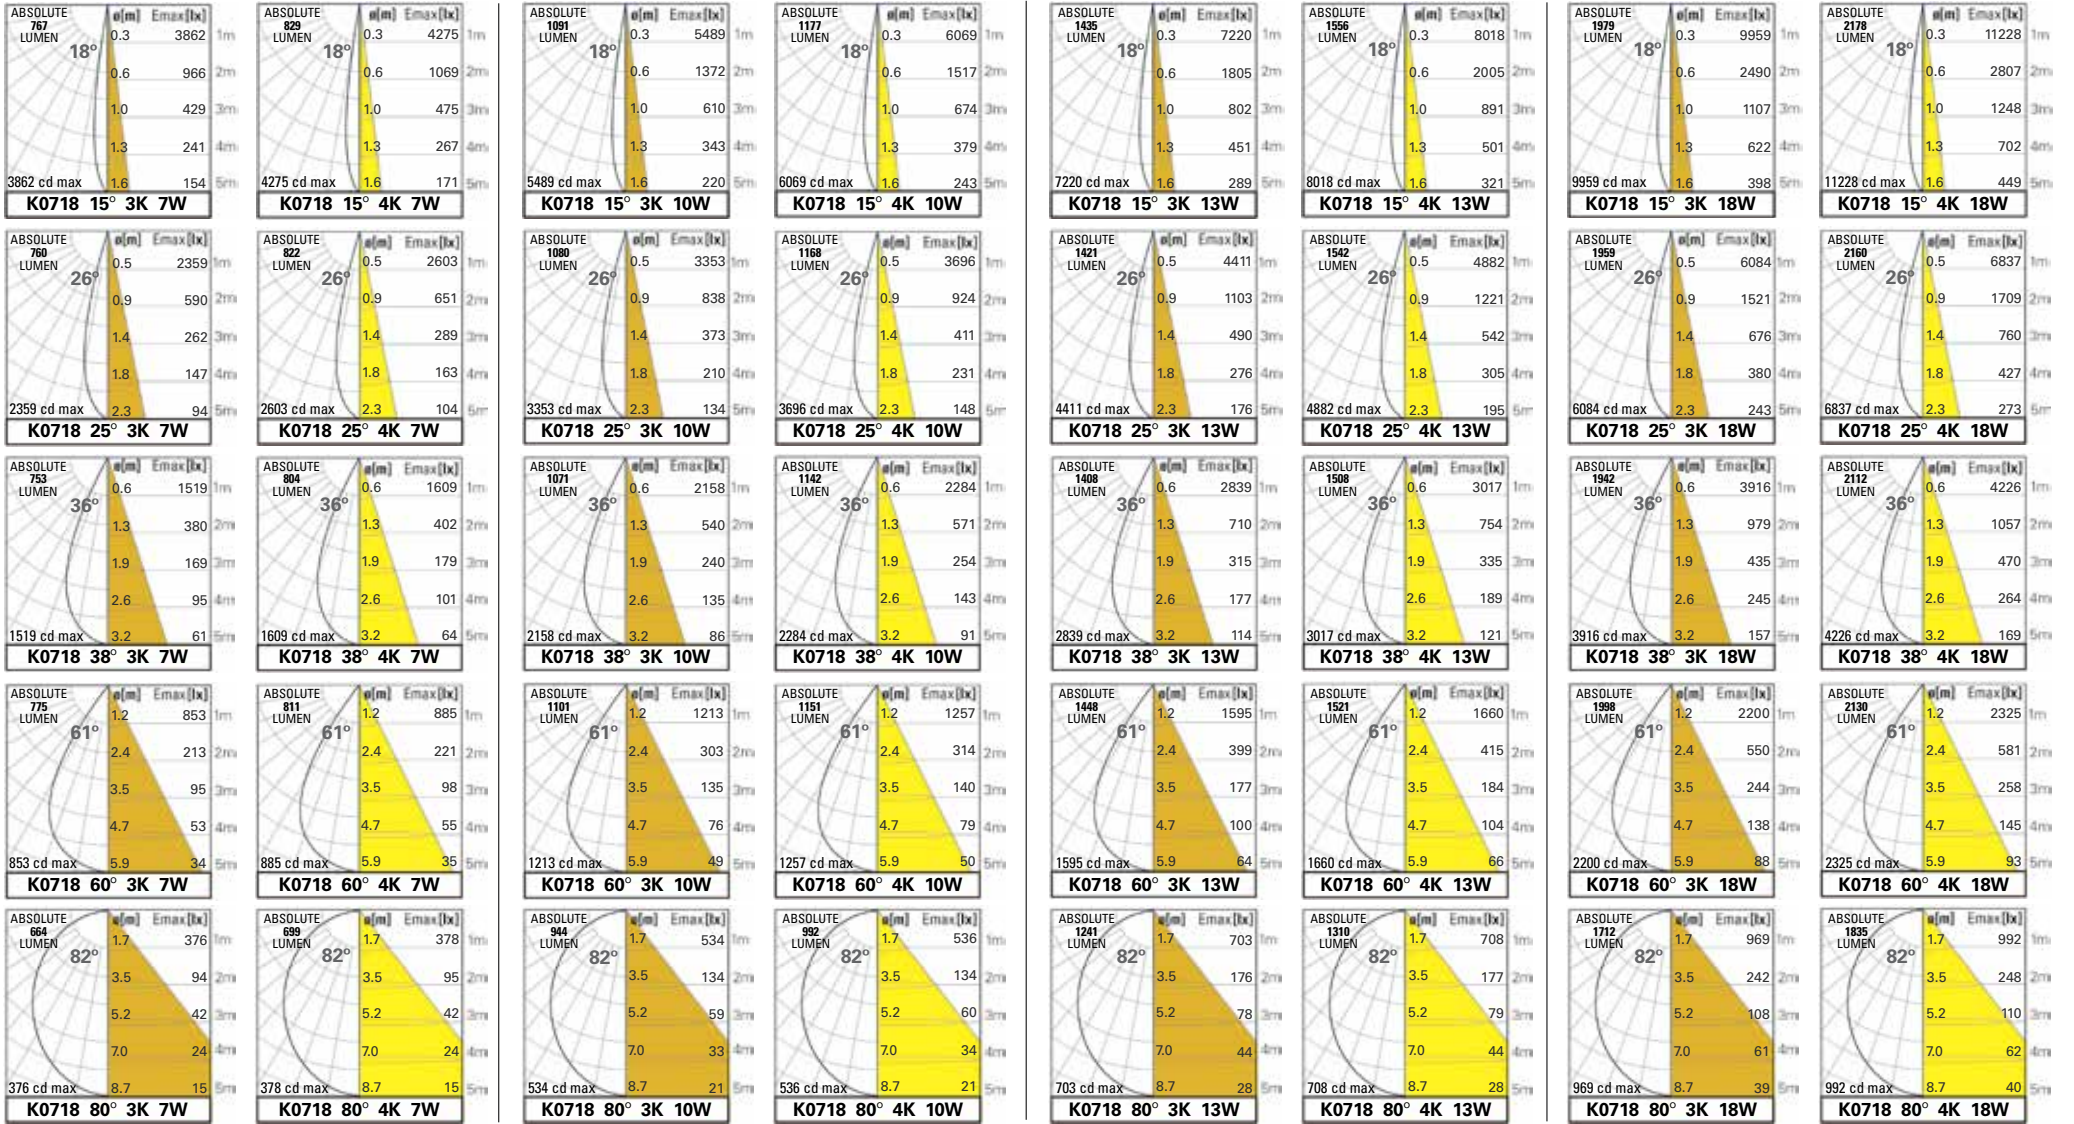 ABSOLUTE ø[m] Emax[lx]
767
LUMEN 0.3 3862 1m
18°
0.6 966 2m
1.0 429 3m
1.3 241 4m
3862 cd max 1.6 154 5m
K0718 15° 3K 7W
ABSOLUTE ø[m] Emax[lx]
829
LUMEN 0.3 4275 1m
18°
0.6 1069 2m
1.0 475 3m
1.3 267 4m
4275 cd max 1.6 171 5m
K0718 15° 4K 7W
ABSOLUTE ø[m] Emax[lx]
1091
LUMEN 0.3 5489 1m
18°
0.6 1372 2m
1.0 610 3m
1.3 343 4m
5489 cd max 1.6 220 5m
K0718 15° 3K 10W
ABSOLUTE ø[m] Emax[lx]
1177
LUMEN 0.3 6069 1m
18°
0.6 1517 2m
1.0 674 3m
1.3 379 4m
6069 cd max 1.6 243 5m
K0718 15° 4K 10W
ABSOLUTE ø[m] Emax[lx]
1435
LUMEN 0.3 7220 1m
18°
0.6 1805 2m
1.0 802 3m
1.3 451 4m
7220 cd max 1.6 289 5m
K0718 15° 3K 13W
ABSOLUTE ø[m] Emax[lx]
1556
LUMEN 0.3 8018 1m
18°
0.6 2005 2m
1.0 891 3m
1.3 501 4m
8018 cd max 1.6 321 5m
K0718 15° 4K 13W
ABSOLUTE ø[m] Emax[lx]
1976
LUMEN 0.3 9959 1m
18°
0.6 2490 2m
1.0 1107 3m
1.3 622 4m
9959 cd max 1.6 398 5m
K0718 15° 3K 18W
ABSOLUTE ø[m] Emax[lx]
2178
LUMEN 0.3 11228 1m
18°
0.6 2807 2m
1.0 1248 3m
1.3 702 4m
11228 cd max 1.6 449 5m
K0718 15° 4K 18W
ABSOLUTE ø[m] Emax[lx]
760
LUMEN 0.5 2359 1m
26°
0.9 590 2m
1.4 262 3m
1.8 147 4m
2359 cd max 2.3 94 5m
K0718 25° 3K 7W
ABSOLUTE ø[m] Emax[lx]
822
LUMEN 0.5 2603 1m
26°
0.9 651 2m
1.4 289 3m
1.8 163 4m
2603 cd max 2.3 104 5m
K0718 25° 4K 7W
ABSOLUTE ø[m] Emax[lx]
1080
LUMEN 0.5 3353 1m
26°
0.9 838 2m
1.4 373 3m
1.8 210 4m
3353 cd max 2.3 134 5m
K0718 25° 3K 10W
ABSOLUTE ø[m] Emax[lx]
1168
LUMEN 0.5 3696 1m
26°
0.9 924 2m
1.4 411 3m
1.8 231 4m
3696 cd max 2.3 148 5m
K0718 25° 4K 10W
ABSOLUTE ø[m] Emax[lx]
1421
LUMEN 0.5 4411 1m
26°
0.9 1103 2m
1.4 490 3m
1.8 276 4m
4411 cd max 2.3 176 5m
K0718 25° 3K 13W
ABSOLUTE ø[m] Emax[lx]
1542
LUMEN 0.5 4882 1m
26°
0.9 1221 2m
1.4 542 3m
1.8 305 4m
4882 cd max 2.3 195 5m
K0718 25° 4K 13W
ABSOLUTE ø[m] Emax[lx]
1959
LUMEN 0.5 6084 1m
26°
0.9 1521 2m
1.4 676 3m
1.8 380 4m
6084 cd max 2.3 243 5m
K0718 25° 3K 18W
ABSOLUTE ø[m] Emax[lx]
2160
LUMEN 0.5 6837 1m
26°
0.9 1709 2m
1.4 760 3m
1.8 427 4m
6837 cd max 2.3 273 5m
K0718 25° 4K 18W
ABSOLUTE ø[m] Emax[lx]
753
LUMEN 0.6 1519 1m
36°
1.3 380 2m
1.9 169 3m
2.6 95 4m
1519 cd max 3.2 61 5m
K0718 38° 3K 7W
ABSOLUTE ø[m] Emax[lx]
804
LUMEN 0.6 1609 1m
36°
1.3 402 2m
1.9 179 3m
2.6 101 4m
1609 cd max 3.2 64 5m
K0718 38° 4K 7W
ABSOLUTE ø[m] Emax[lx]
1071
LUMEN 0.6 2158 1m
36°
1.3 540 2m
1.9 240 3m
2.6 135 4m
2158 cd max 3.2 86 5m
K0718 38° 3K 10W
ABSOLUTE ø[m] Emax[lx]
1142
LUMEN 0.6 2284 1m
36°
1.3 571 2m
1.9 254 3m
2.6 143 4m
2284 cd max 3.2 91 5m
K0718 38° 4K 10W
ABSOLUTE ø[m] Emax[lx]
1408
LUMEN 0.6 2839 1m
36°
1.3 710 2m
1.9 315 3m
2.6 177 4m
2839 cd max 3.2 114 5m
K0718 38° 3K 13W
ABSOLUTE ø[m] Emax[lx]
1508
LUMEN 0.6 3017 1m
36°
1.3 754 2m
1.9 335 3m
2.6 189 4m
3017 cd max 3.2 121 5m
K0718 38° 4K 13W
ABSOLUTE ø[m] Emax[lx]
1942
LUMEN 0.6 3916 1m
36°
1.3 979 2m
1.9 435 3m
2.6 245 4m
3916 cd max 3.2 157 5m
K0718 38° 3K 18W
ABSOLUTE ø[m] Emax[lx]
2112
LUMEN 0.6 4226 1m
36°
1.3 1057 2m
1.9 470 3m
2.6 264 4m
4226 cd max 3.2 169 5m
K0718 38° 4K 18W
ABSOLUTE ø[m] Emax[lx]
775
LUMEN 1.2 853 1m
61°
2.4 213 2m
3.5 95 3m
4.7 53 4m
853 cd max 5.9 34 5m
K0718 60° 3K 7W
ABSOLUTE ø[m] Emax[lx]
811
LUMEN 1.2 885 1m
61°
2.4 221 2m
3.5 98 3m
4.7 55 4m
885 cd max 5.9 35 5m
K0718 60° 4K 7W
ABSOLUTE ø[m] Emax[lx]
1101
LUMEN 1.2 1213 1m
61°
2.4 303 2m
3.5 135 3m
4.7 76 4m
1213 cd max 5.9 49 5m
K0718 60° 3K 10W
ABSOLUTE ø[m] Emax[lx]
1151
LUMEN 1.2 1257 1m
61°
2.4 314 2m
3.5 140 3m
4.7 79 4m
1257 cd max 5.9 50 5m
K0718 60° 4K 10W
ABSOLUTE ø[m] Emax[lx]
1448
LUMEN 1.2 1595 1m
61°
2.4 399 2m
3.5 177 3m
4.7 100 4m
1595 cd max 5.9 64 5m
K0718 60° 3K 13W
ABSOLUTE ø[m] Emax[lx]
1521
LUMEN 1.2 1660 1m
61°
2.4 415 2m
3.5 184 3m
4.7 104 4m
1660 cd max 5.9 66 5m
K0718 60° 4K 13W
ABSOLUTE ø[m] Emax[lx]
1998
LUMEN 1.2 2200 1m
61°
2.4 550 2m
3.5 244 3m
4.7 138 4m
2200 cd max 5.9 88 5m
K0718 60° 3K 18W
ABSOLUTE ø[m] Emax[lx]
2130
LUMEN 1.2 2325 1m
61°
2.4 581 2m
3.5 258 3m
4.7 145 4m
2325 cd max 5.9 93 5m
K0718 60° 4K 18W
ABSOLUTE ø[m] Emax[lx]
664
LUMEN 1.7 376 1m
82°
3.5 94 2m
5.2 42 3m
7.0 24 4m
376 cd max 8.7 15 5m
K0718 80° 3K 7W
ABSOLUTE ø[m] Emax[lx]
699
LUMEN 1.7 378 1m
82°
3.5 95 2m
5.2 42 3m
7.0 24 4m
378 cd max 8.7 15 5m
K0718 80° 4K 7W
ABSOLUTE ø[m] Emax[lx]
944
LUMEN 1.7 534 1m
82°
3.5 134 2m
5.2 59 3m
7.0 33 4m
534 cd max 8.7 21 5m
K0718 80° 3K 10W
ABSOLUTE ø[m] Emax[lx]
992
LUMEN 1.7 536 1m
82°
3.5 134 2m
5.2 60 3m
7.0 34 4m
536 cd max 8.7 21 5m
K0718 80° 4K 10W
ABSOLUTE ø[m] Emax[lx]
1241
LUMEN 1.7 703 1m
82°
3.5 176 2m
5.2 78 3m
7.0 44 4m
703 cd max 8.7 28 5m
K0718 80° 3K 13W
ABSOLUTE ø[m] Emax[lx]
1310
LUMEN 1.7 708 1m
82°
3.5 177 2m
5.2 79 3m
7.0 44 4m
708 cd max 8.7 28 5m
K0718 80° 4K 13W
ABSOLUTE ø[m] Emax[lx]
1712
LUMEN 1.7 969 1m
82°
3.5 242 2m
5.2 108 3m
7.0 61 4m
969 cd max 8.7 39 5m
K0718 80° 3K 18W
ABSOLUTE ø[m] Emax[lx]
1835
LUMEN 1.7 992 1m
82°
3.5 248 2m
5.2 110 3m
7.0 62 4m
992 cd max 8.7 40 5m
K0718 80° 4K 18W